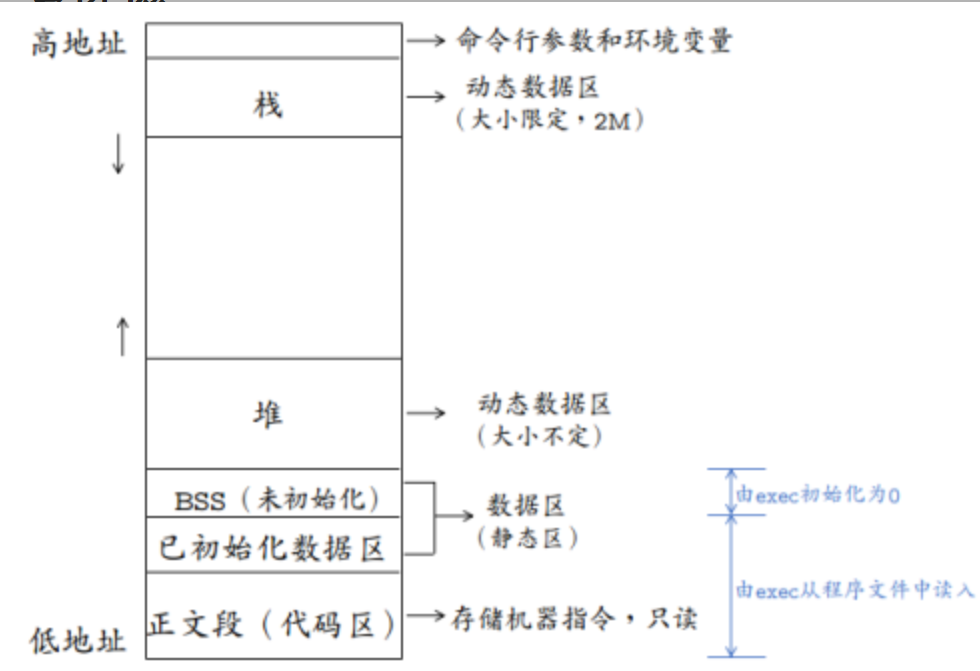 高地址
命令行参数和环境变量
栈
动态数据区
(大小限定，2M)
堆
动态数据区
(大小不定)
BSS（未初始化）
数据区
(静态区)
由exec初始化为0
已初始化数据区
由exec从程序文件中读入
正文段（代码区）
存储机器指令，只读
低地址